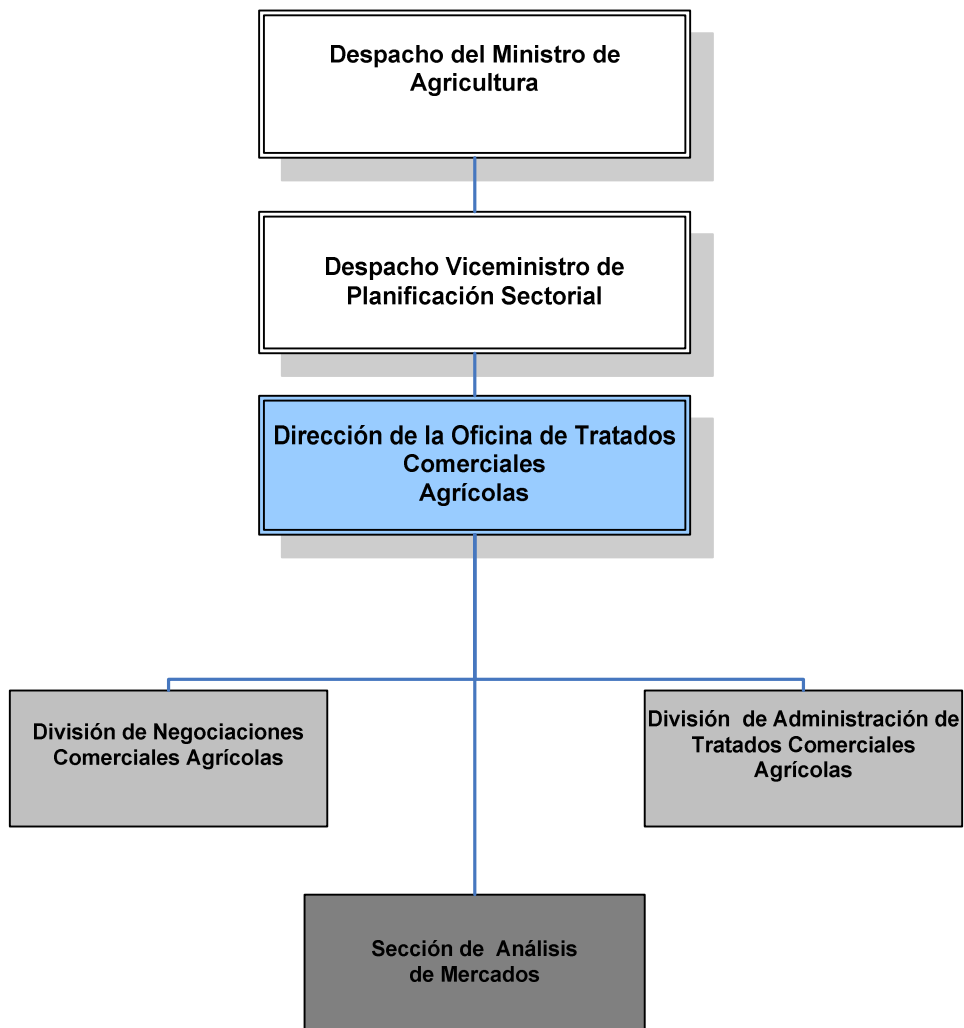 Despacho del Ministro de
Agricultura
Despacho Viceministro de
Planificación Sectorial
Dirección de la Oficina de Tratados
Comerciales
Agrícolas
División de Negociaciones
Comerciales Agrícolas
División  de Administración de
Tratados Comerciales
Agrícolas
Sección de  Análisis
de Mercados